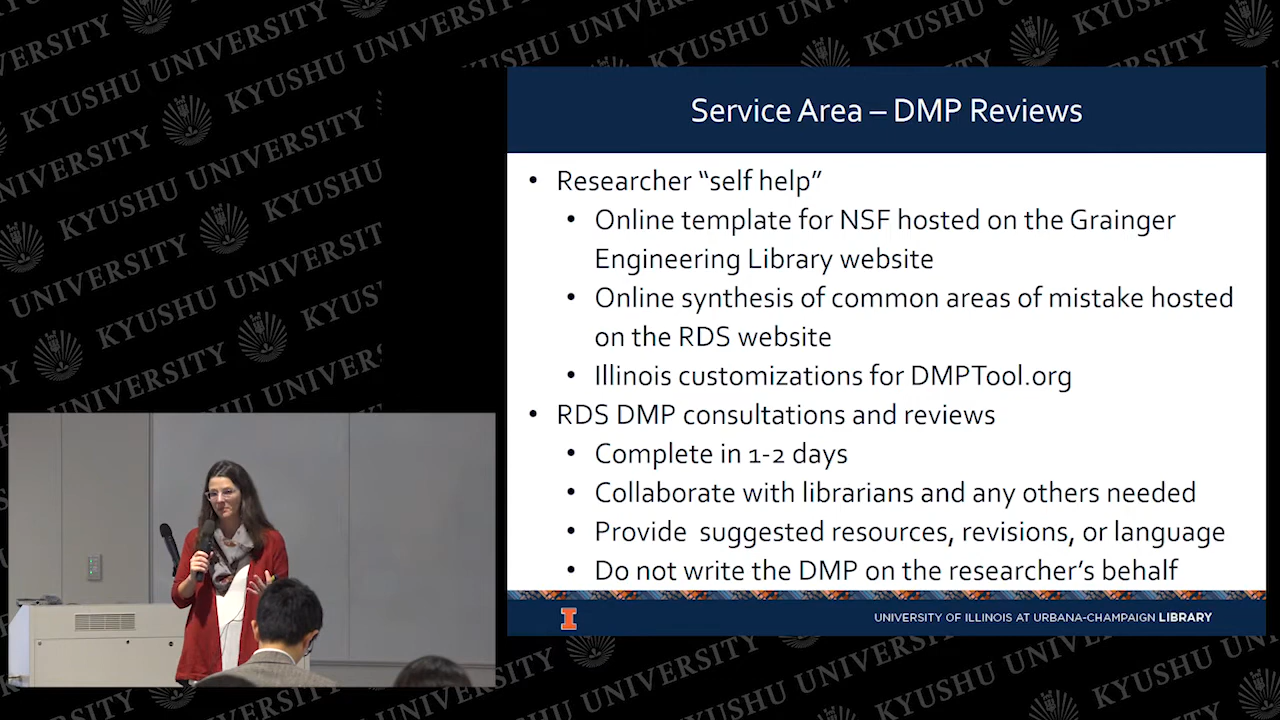 Service Area – DMP Reviews
• Researcher “self help”
• Online template for NSF hosted on the Grainger
Engineering Library website
• Online synthesis of common areas of mistake hosted
on the RDS website
• Illinois customizations for DMPTool.org
• RDS DMP consultations and reviews
• Complete in 1-2 days
• Collaborate with librarians and any others needed
• Provide  suggested resources, revisions, or language
• Do not write the DMP on the researcher’s behalf
I
UNIVERSITY OF ILLINOIS AT URBANA-CHAMPAIGN LIBRARY
KYUSHU UNIVERSITY